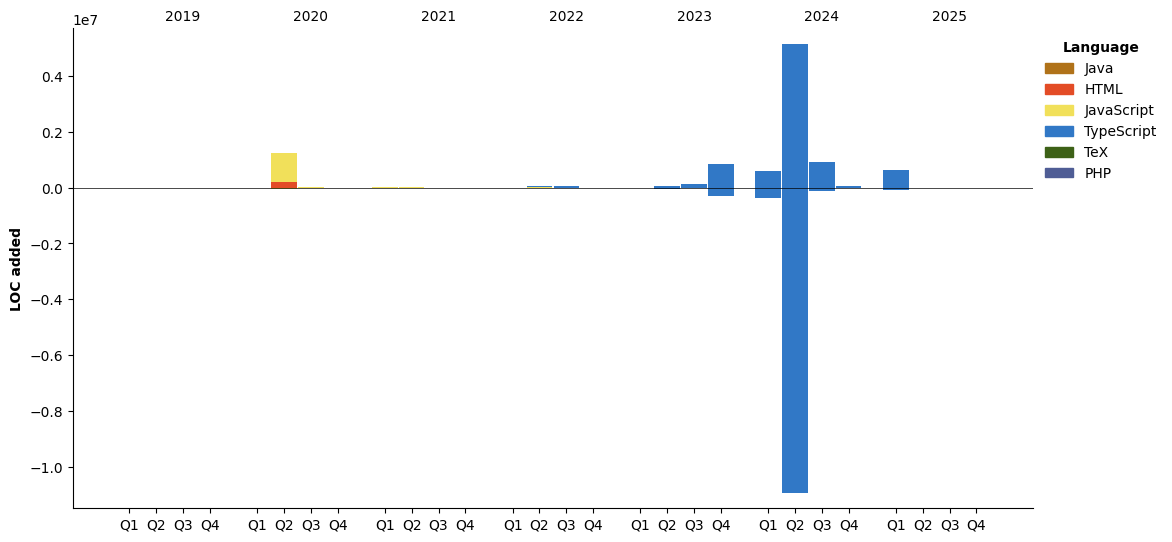 2019 2020 2021 2022 2023 2024 2025
1e7
Language
Java
HTML
JavaScript
TypeScript
TeX
PHP
0.4
0.2
0.0
−0.2
−0.4
−0.6
−0.8
−1.0
LOC added
Q1 Q2 Q3 Q4 Q1 Q2 Q3 Q4 Q1 Q2 Q3 Q4 Q1 Q2 Q3 Q4 Q1 Q2 Q3 Q4 Q1 Q2 Q3 Q4 Q1 Q2 Q3 Q4